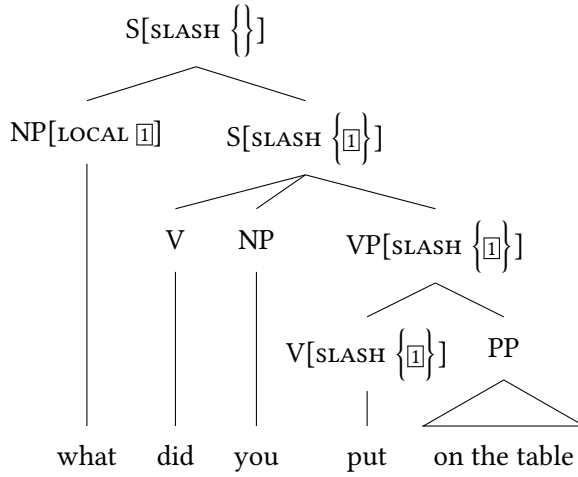 S[SLASH {}]
NP[LOCAL 1] S[SLASH {1}]
V NP VP[SLASH {1}]
V[SLASH {1}] PP
what did you put on the table